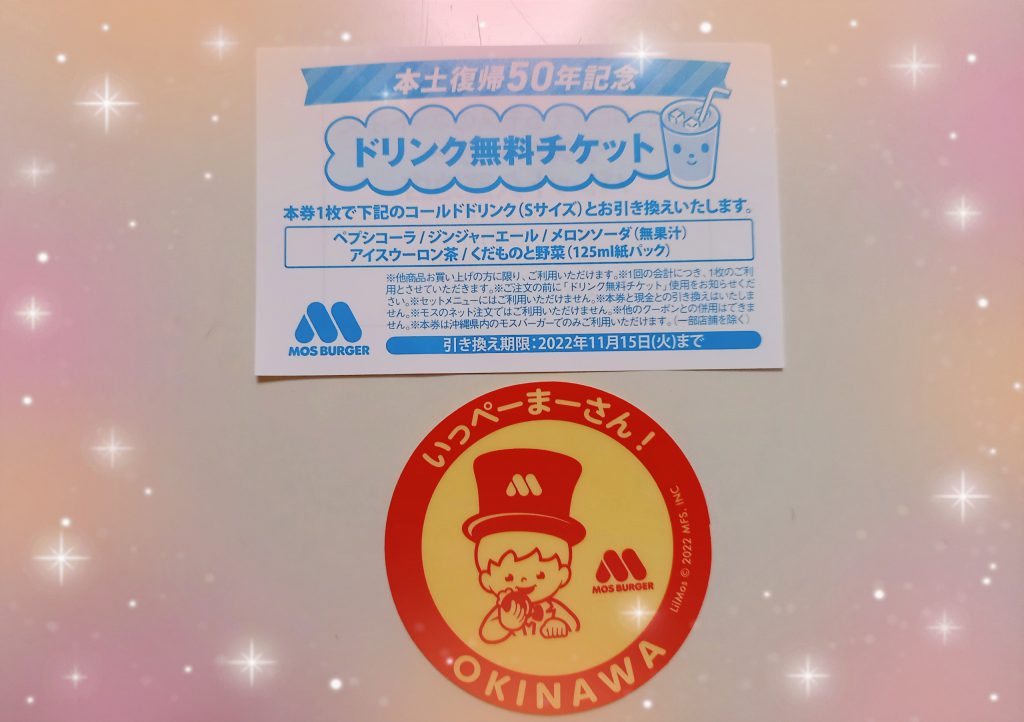 本土復帰50年記念
ドリンク無料チケット
本券1枚で下記のコールドドリンク(Sサイズ)とお引き換えいたします。
ペプシコーラ/ジンジャーエール/メロンソーダ(無果汁)
アイスウーロン茶/くだものと野菜(125ml紙パック)
※他商品お買い上げの方に限り、ご利用いただけます。※1回の会計につき、1枚のご利
用とさせていただきます。※ご注文の前に「ドリンク無料チケット」使用をお知らせくだ
さい。※セットメニューにはご利用いただけません。※本券と現金との引き換えはいたしま
せん。※モスのネット注文ではご利用いただけません。※他のクーポンとの併用はできま
せん。※本券は沖縄県内のモスバーガーでのみご利用いただけます。(一部店舗を除く)
MOS BURGER
引き換え期限:2022年11月15日(火)まで
いっぺーまーさん!
MOS BURGER
LilMos © 2022 MFS. INC
OKINAWA